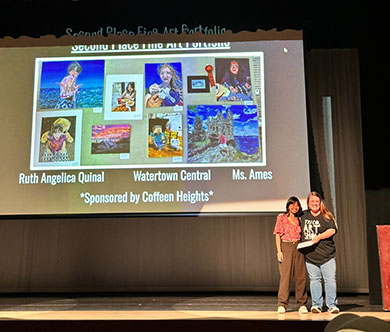 Second Place Fine Art Portfolio
Second Place Fine Art Portfolio
Ruth Angelica Quinal Watertown Central Ms. Ames
*Sponsored by Coffeen Heights*
ART